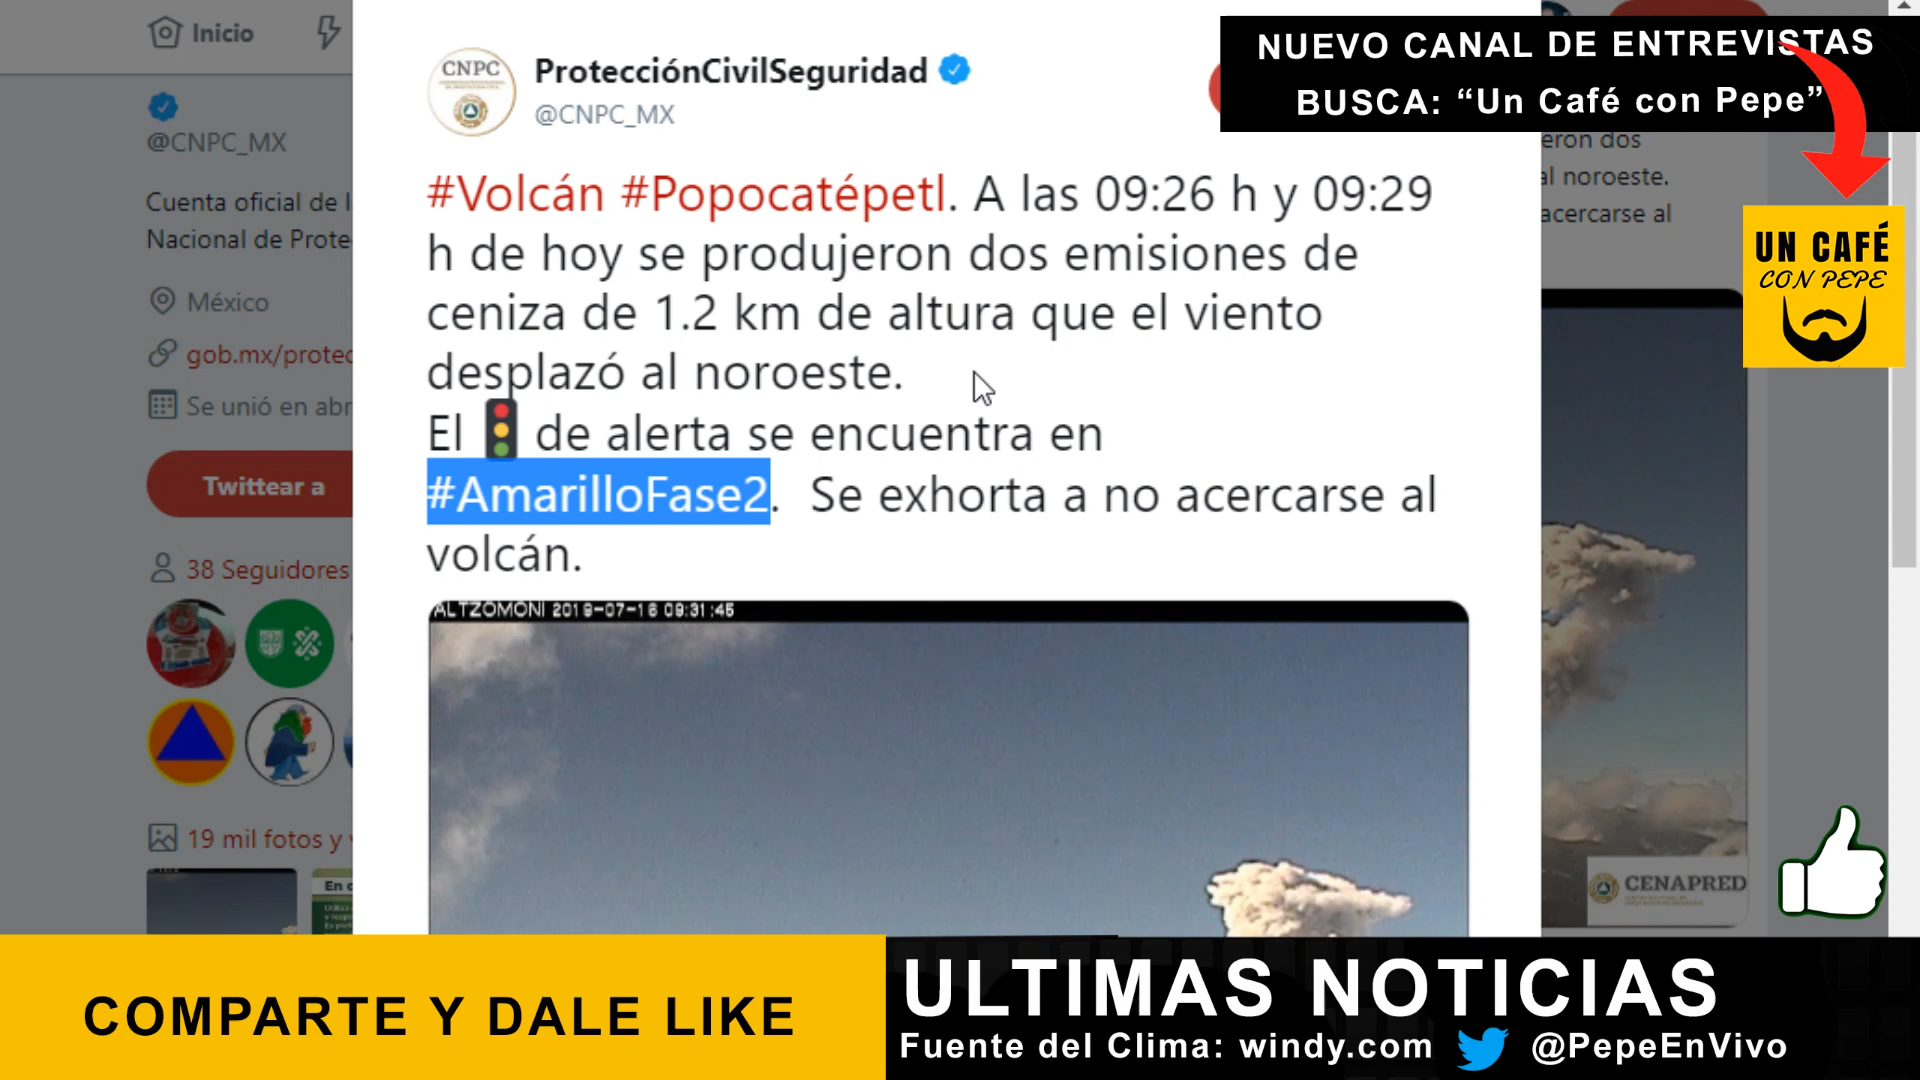 Inicio
@CNPC_MX
Cuenta oficial de l
Nacional de Prote
México
gob.mx/protec
Se unió en abr
Twittear a
38 Seguidores
19 mil fotos y v
En c
CNPC
ProtecciónCivilSeguridad
@CNPC_MX
#Volcán #Popocatépetl. A las 09:26 h y 09:29
h de hoy se produjeron dos emisiones de
ceniza de 1.2 km de altura que el viento
desplazó al noroeste.
El 🚦 de alerta se encuentra en
#AmarilloFase2. Se exhorta a no acercarse al
volcán.
ALTZOMONI 2019-07-16 09:31:45
NUEVO CANAL DE ENTREVISTAS
BUSCA: “Un Café con Pepe”
eron dos
al noroeste.
acercarse al
UN CAFÉ
CON PEPE
CENAPRED
COMPARTE Y DALE LIKE
ULTIMAS NOTICIAS
Fuente del Clima: windy.com
@PepeEnVivo